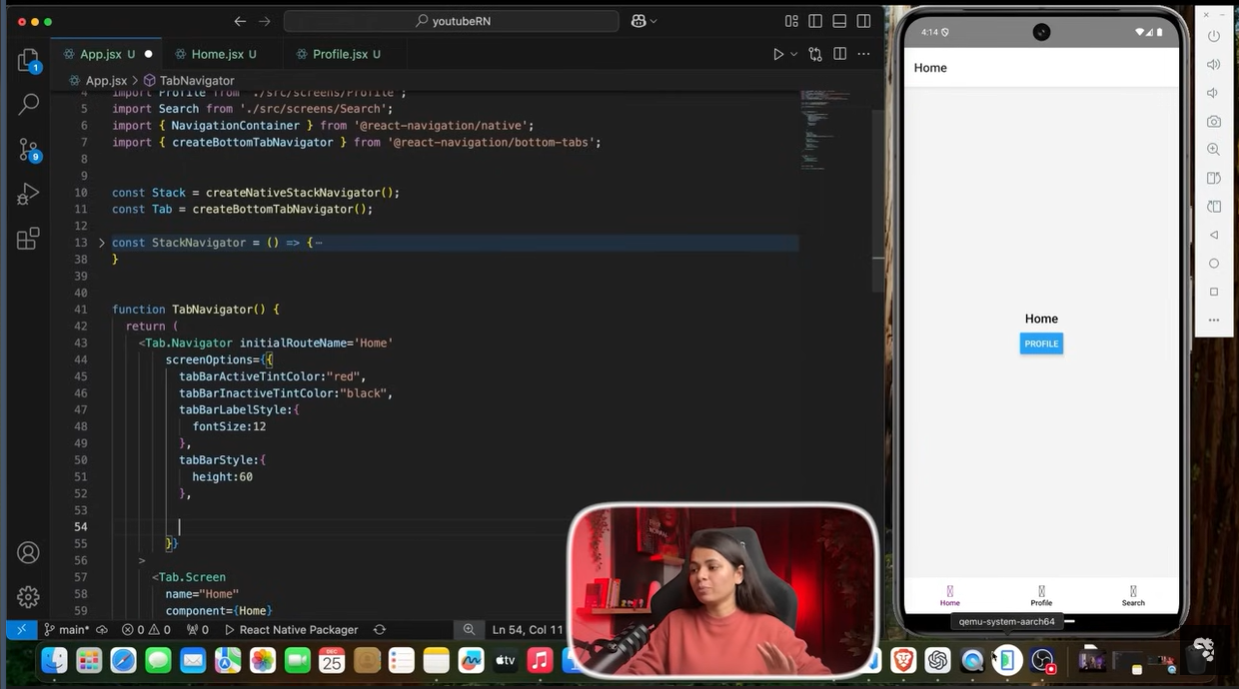 youtubeRN
App.jsx U
Home.jsx U
Profile.jsx U
App.jsx > TabNavigator
4 import Profile from './src/screens/Profile';
5 import Search from './src/screens/Search';
6 import { NavigationContainer } from '@react-navigation/native';
7 import { createBottomTabNavigator } from '@react-navigation/bottom-tabs';
8
9
10 const Stack = createNativeStackNavigator();
11 const Tab = createBottomTabNavigator();
12
13 const StackNavigator = () => {
38 }
39
40
41 function TabNavigator() {
42 return (
43 <Tab.Navigator initialRouteName='Home'
44 screenOptions={{
45 tabBarActiveTintColor:"red",
46 tabBarInactiveTintColor:"black",
47 tabBarLabelStyle:{
48 fontSize:12
49 },
50 tabBarStyle:{
51 height:60
52 },
53
54
55 }}
56 >
57 <Tab.Screen
58 name="Home"
59 component={Home}
1
9
main*
0 0
0
React Native Packager
Ln 54, Col 11
4:14
Home
Home
PROFILE
Home
Profile
Search
qemu-system-aarch64
DEC
25
tv